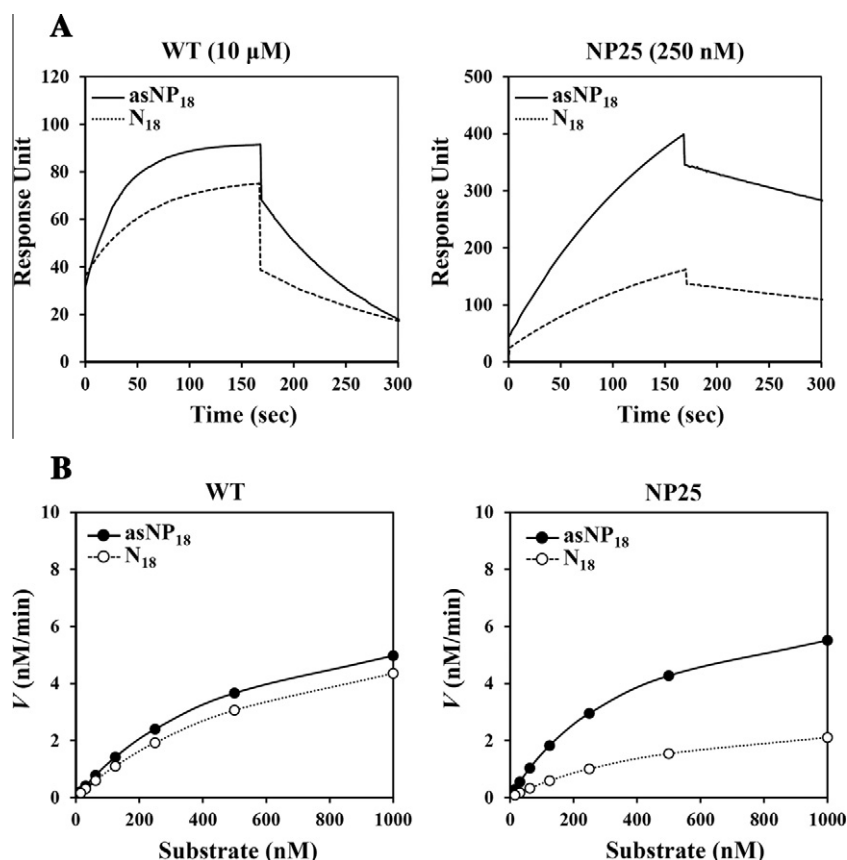 A
WT (10 μM)
asNP18
N18
120
100
80
60
40
20
0
Response Unit
0 50 100 150 200 250 300
Time (sec)
NP25 (250 nM)
asNP18
N18
500
400
300
200
100
0
Response Unit
0 50 100 150 200 250 300
Time (sec)
B
WT
asNP18
N18
10
8
6
4
2
0
V (nM/min)
0 200 400 600 800 1000
Substrate (nM)
NP25
asNP18
N18
10
8
6
4
2
0
V (nM/min)
0 200 400 600 800 1000
Substrate (nM)